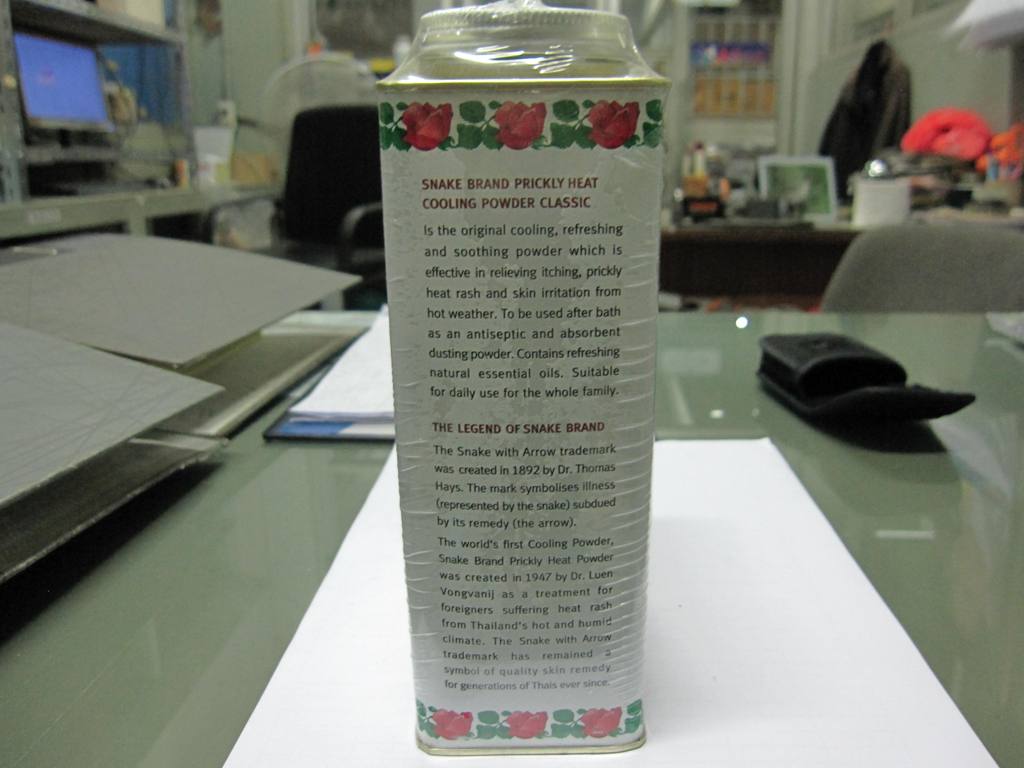 SNAKE BRAND PRICKLY HEAT
COOLING POWDER CLASSIC
Is the original cooling, refreshing
and soothing powder which is
effective in relieving itching, prickly
heat rash and skin irritation from
hot weather. To be used after bath
as an antiseptic and absorbent
dusting powder. Contains refreshing
natural essential oils. Suitable
for daily use for the whole family.
THE LEGEND OF SNAKE BRAND
The Snake with Arrow trademark
was created in 1892 by Dr. Thomas
Hays. The mark symbolises illness
(represented by the snake) subdued
by its remedy (the arrow).
The world's first Cooling Powder,
Snake Brand Prickly Heat Powder
was created in 1947 by Dr. Luen
Vongvanij as a treatment for
foreigners suffering heat rash
from Thailand's hot and humid
climate. The Snake with Arrow
trademark has remained a
symbol of quality skin remedy
for generations of Thais ever since.